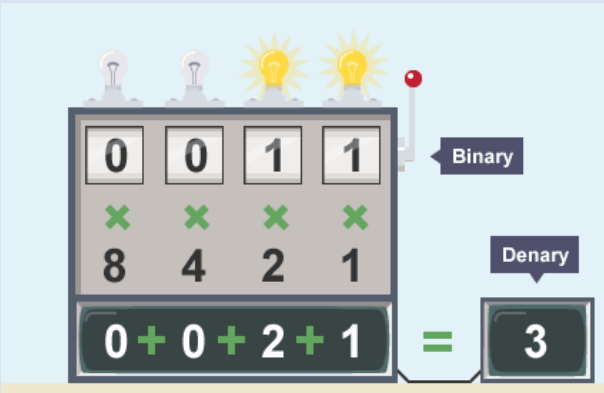 0 0 1 1
Binary
× × × ×
8 4 2 1
Denary
0 + 0 + 2 + 1 = 3